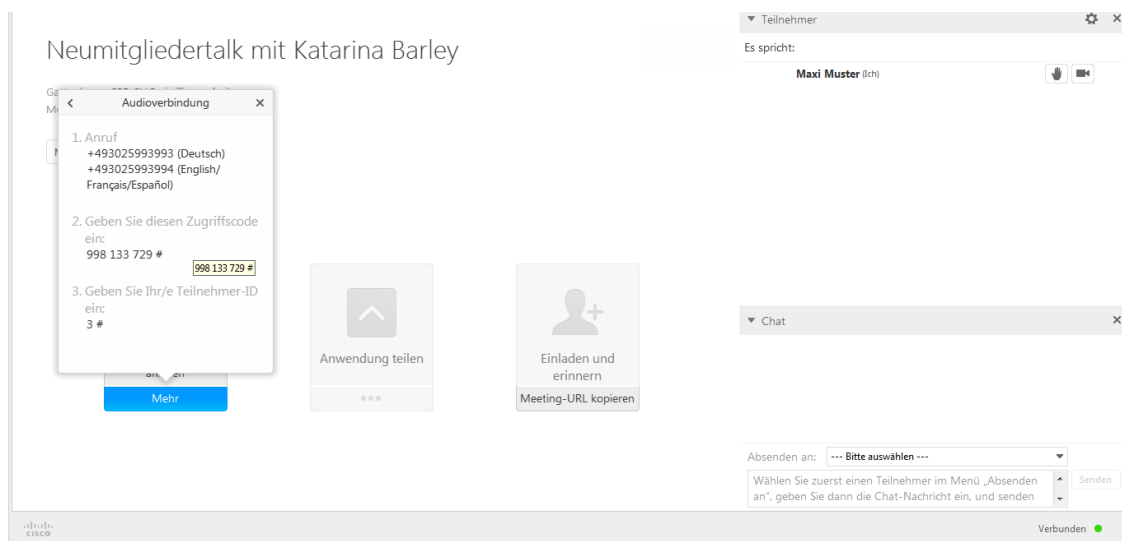 Neumitgliedertalk mit Katarina Barley
Audioverbindung
1. Anruf
+493025993993 (Deutsch)
+493025993994 (English/
Français/Español)
2. Geben Sie diesen Zugriffscode
ein:
998 133 729 #
998 133 729 #
3. Geben Sie Ihr/e Teilnehmer-ID
ein:
3 #
Mehr
Anwendung teilen
Einladen und
erinnern
Meeting-URL kopieren
Teilnehmer
Es spricht:
Maxi Muster (Ich)
Chat
Absenden an: --- Bitte auswählen ---
Wählen Sie zuerst einen Teilnehmer im Menü „Absenden
an", geben Sie dann die Chat-Nachricht ein, und senden
Senden
CISCO
Verbunden